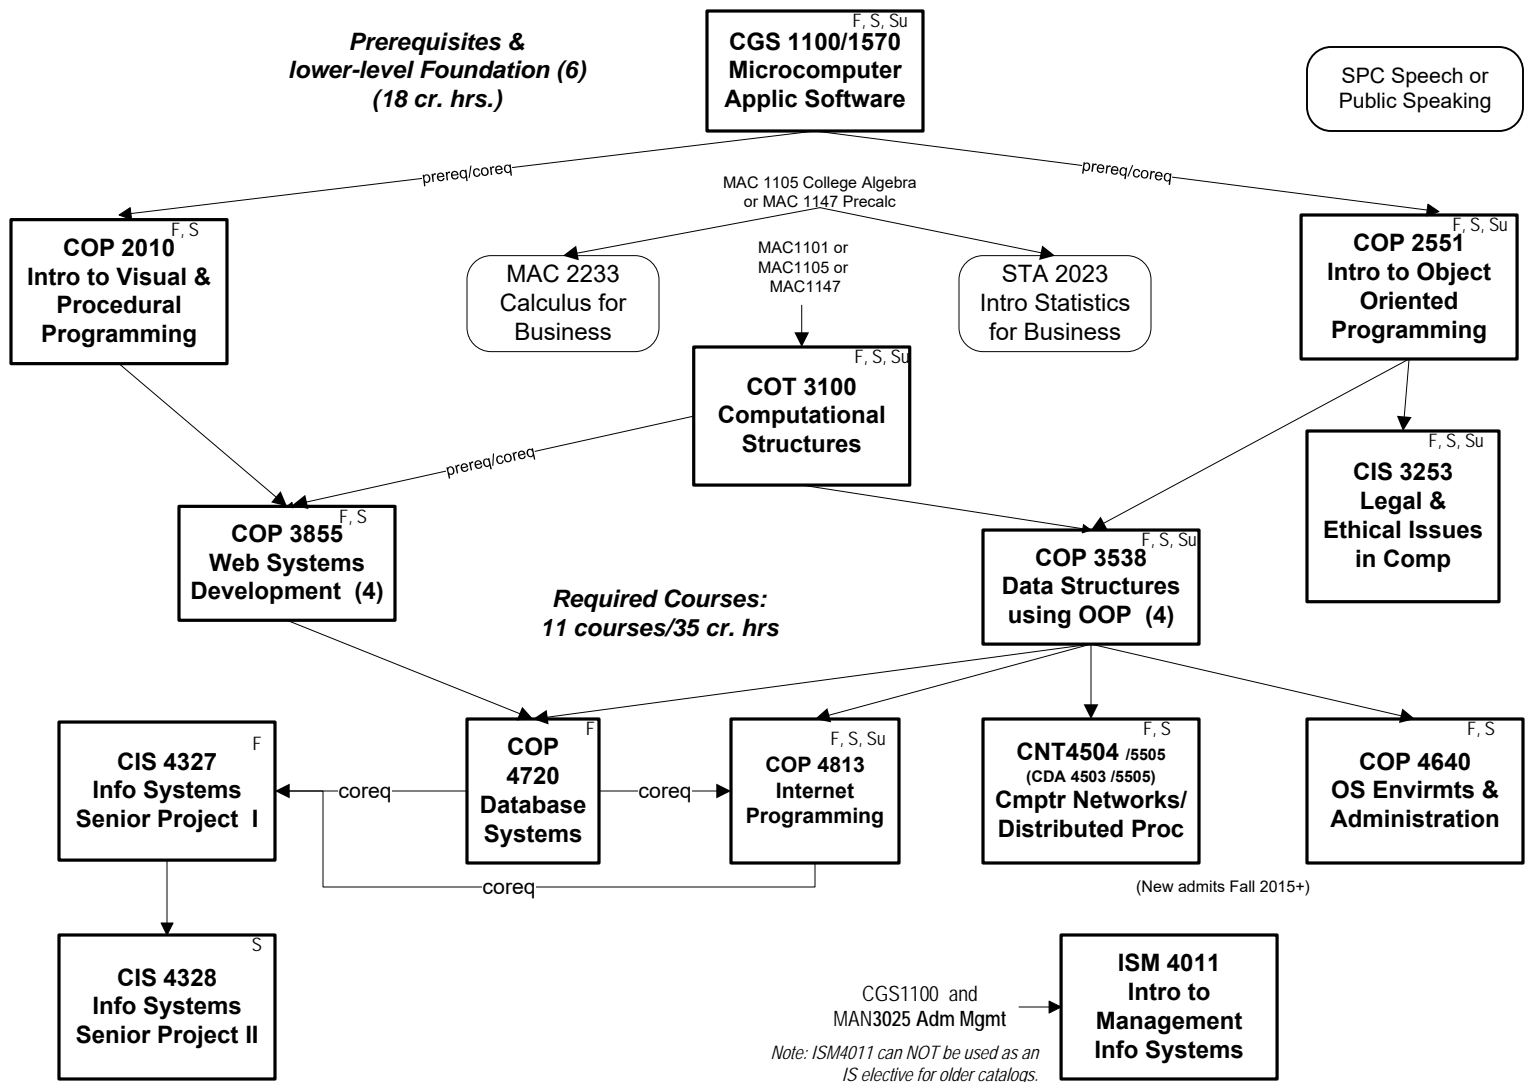 Prerequisites &
lower-level Foundation (6)
(18 cr. hrs.)
F, S, Su
CGS 1100/1570
Microcomputer
Applic Software
SPC Speech or
Public Speaking
prereq/coreq
prereq/coreq
MAC 1105 College Algebra
or MAC 1147 Precalc
F, S
COP 2010
Intro to Visual &
Procedural
Programming
MAC 2233
Calculus for
Business
MAC1101 or
MAC1105 or
MAC1147
STA 2023
Intro Statistics
for Business
F, S, Su
COP 2551
Intro to Object
Oriented
Programming
F, S, Su
COT 3100
Computational
Structures
prereq/coreq
F, S, Su
CIS 3253
Legal &
Ethical Issues
in Comp
F, S
COP 3855
Web Systems
Development (4)
Required Courses:
11 courses/35 cr. hrs
F, S, Su
COP 3538
Data Structures
using OOP (4)
F
CIS 4327
Info Systems
Senior Project I
coreq
F
COP
4720
Database
Systems
coreq
F, S, Su
COP 4813
Internet
Programming
F, S
CNT4504 /5505
(CDA 4503 /5505)
Cmptr Networks/
Distributed Proc
F, S
COP 4640
OS Envirmts &
Administration
coreq
(New admits Fall 2015+)
S
CIS 4328
Info Systems
Senior Project II
CGS1100 and
MAN3025 Adm Mgmt
Note: ISM4011 can NOT be used as an
IS elective for older catalogs.
ISM 4011
Intro to
Management
Info Systems